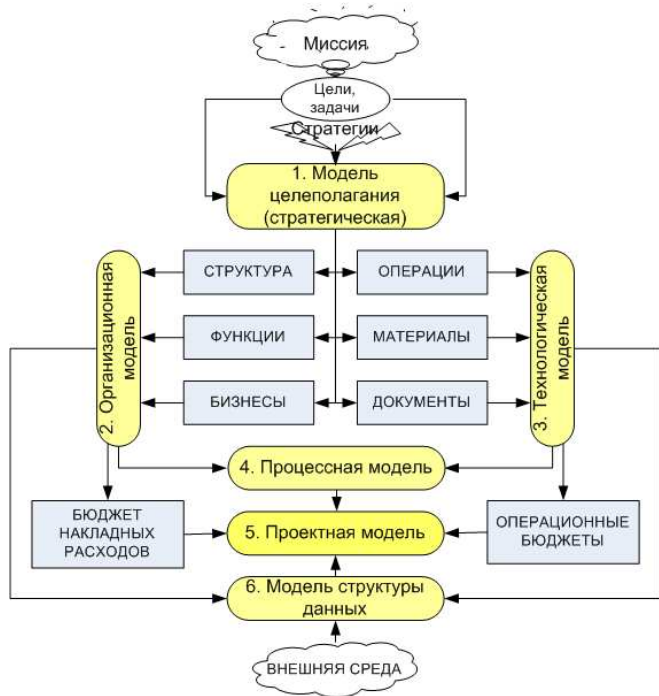 Миссия
Цели,
задачи
Стратегии
1. Модель
целеполагания
(стратегическая)
СТРУКТУРА
ОПЕРАЦИИ
2. Организационная
модель
3. Технологическая
модель
ФУНКЦИИ
МАТЕРИАЛЫ
БИЗНЕСЫ
ДОКУМЕНТЫ
4. Процессная модель
БЮДЖЕТ
НАКЛАДНЫХ
РАСХОДОВ
5. Проектная модель
ОПЕРАЦИОННЫЕ
БЮДЖЕТЫ
6. Модель структуры
данных
ВНЕШНЯЯ СРЕДА